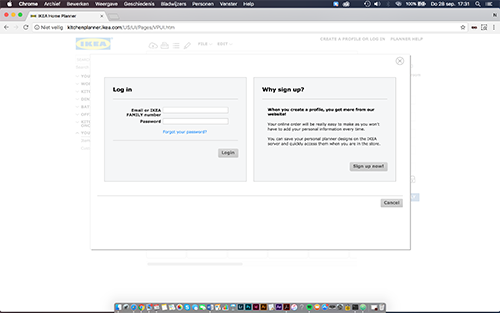 Chrome Archief Bewerken Weergave Geschiedenis Bladwijzers Personen Venster Help 100% Do 28 sep. 17:31
IKEA Home Planner
Niet veilig kitchenplanner.ikea.com/US/UI/Pages/VPUI.htm
IKEA
FILE EDIT
CREATE A PROFILE OR LOG IN PLANNER HELP
Log in
Email or IKEA
FAMILY number
Password
Forgot your password?
Login
Why sign up?
When you create a profile, you get more from our
website!
Your online order will be really easy to make as you won't
have to add your personal information every time.
You can save your personal planner designs on the IKEA
server and quickly access them when you are in the store.
Sign up now!
Cancel